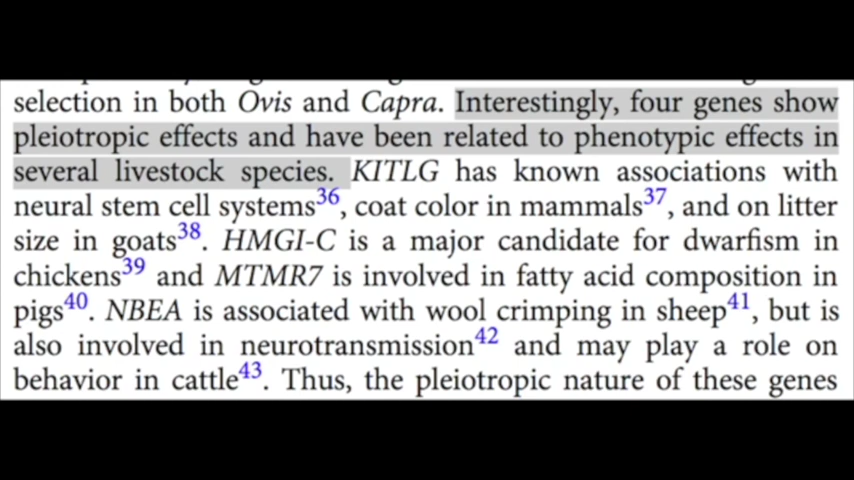 selection in both Ovis and Capra. Interestingly, four genes show
pleiotropic effects and have been related to phenotypic effects in
several livestock species. KITLG has known associations with
neural stem cell systems36, coat color in mammals37, and on litter
size in goats38. HMGI-C is a major candidate for dwarfism in
chickens39 and MTMR7 is involved in fatty acid composition in
pigs40. NBEA is associated with wool crimping in sheep41, but is
also involved in neurotransmission42 and may play a role on
behavior in cattle43. Thus, the pleiotropic nature of these genes